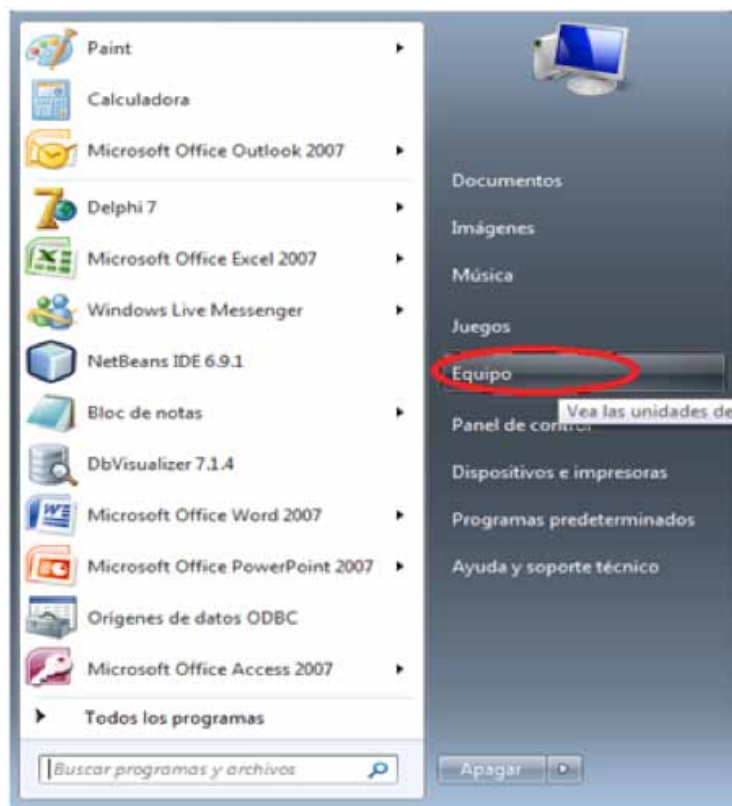 Paint
Calculadora
Microsoft Office Outlook 2007
Delphi 7
Microsoft Office Excel 2007
Windows Live Messenger
NetBeans IDE 6.9.1
Bloc de notas
DbVisualizer 7.1.4
Microsoft Office Word 2007
Microsoft Office PowerPoint 2007
Orígenes de datos ODBC
Microsoft Office Access 2007
Todos los programas
Buscar programas y archivos
Documentos
Imágenes
Música
Juegos
Equipo
Vea las unidades de
Panel de control
Dispositivos e impresoras
Programas predeterminados
Ayuda y soporte técnico
Apagar